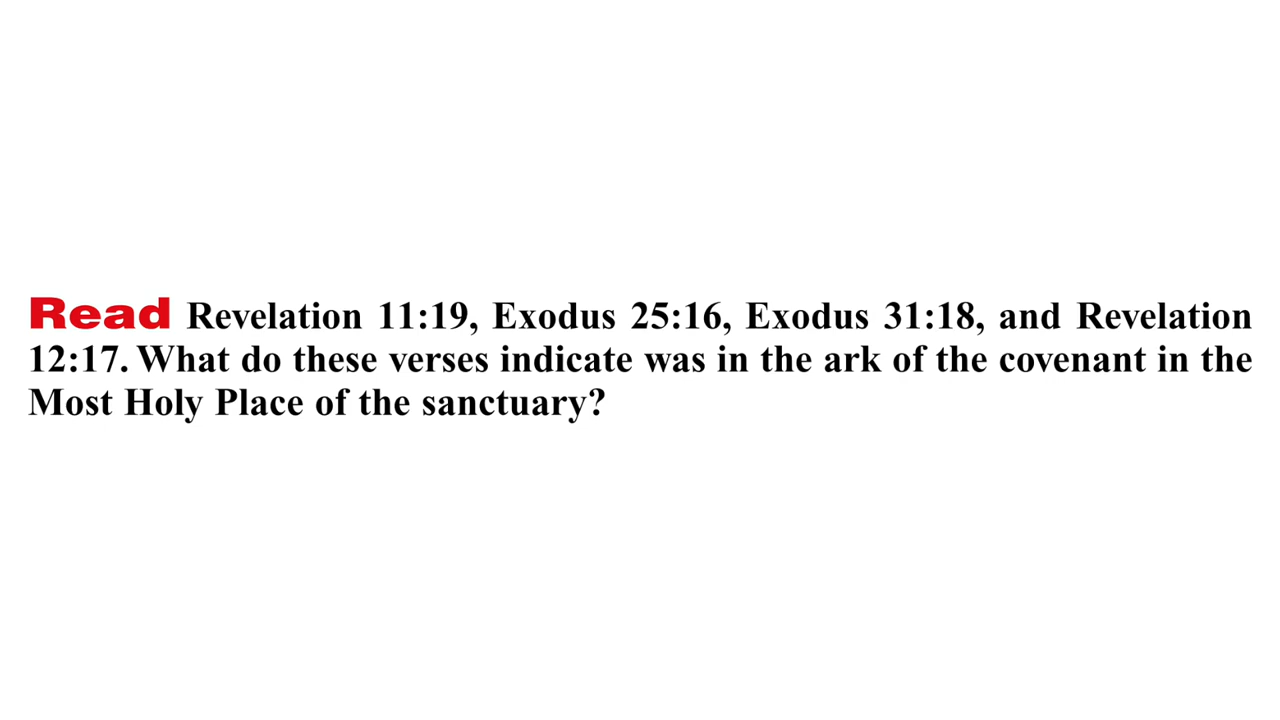 Read Revelation 11:19, Exodus 25:16, Exodus 31:18, and Revelation
12:17. What do these verses indicate was in the ark of the covenant in the
Most Holy Place of the sanctuary?